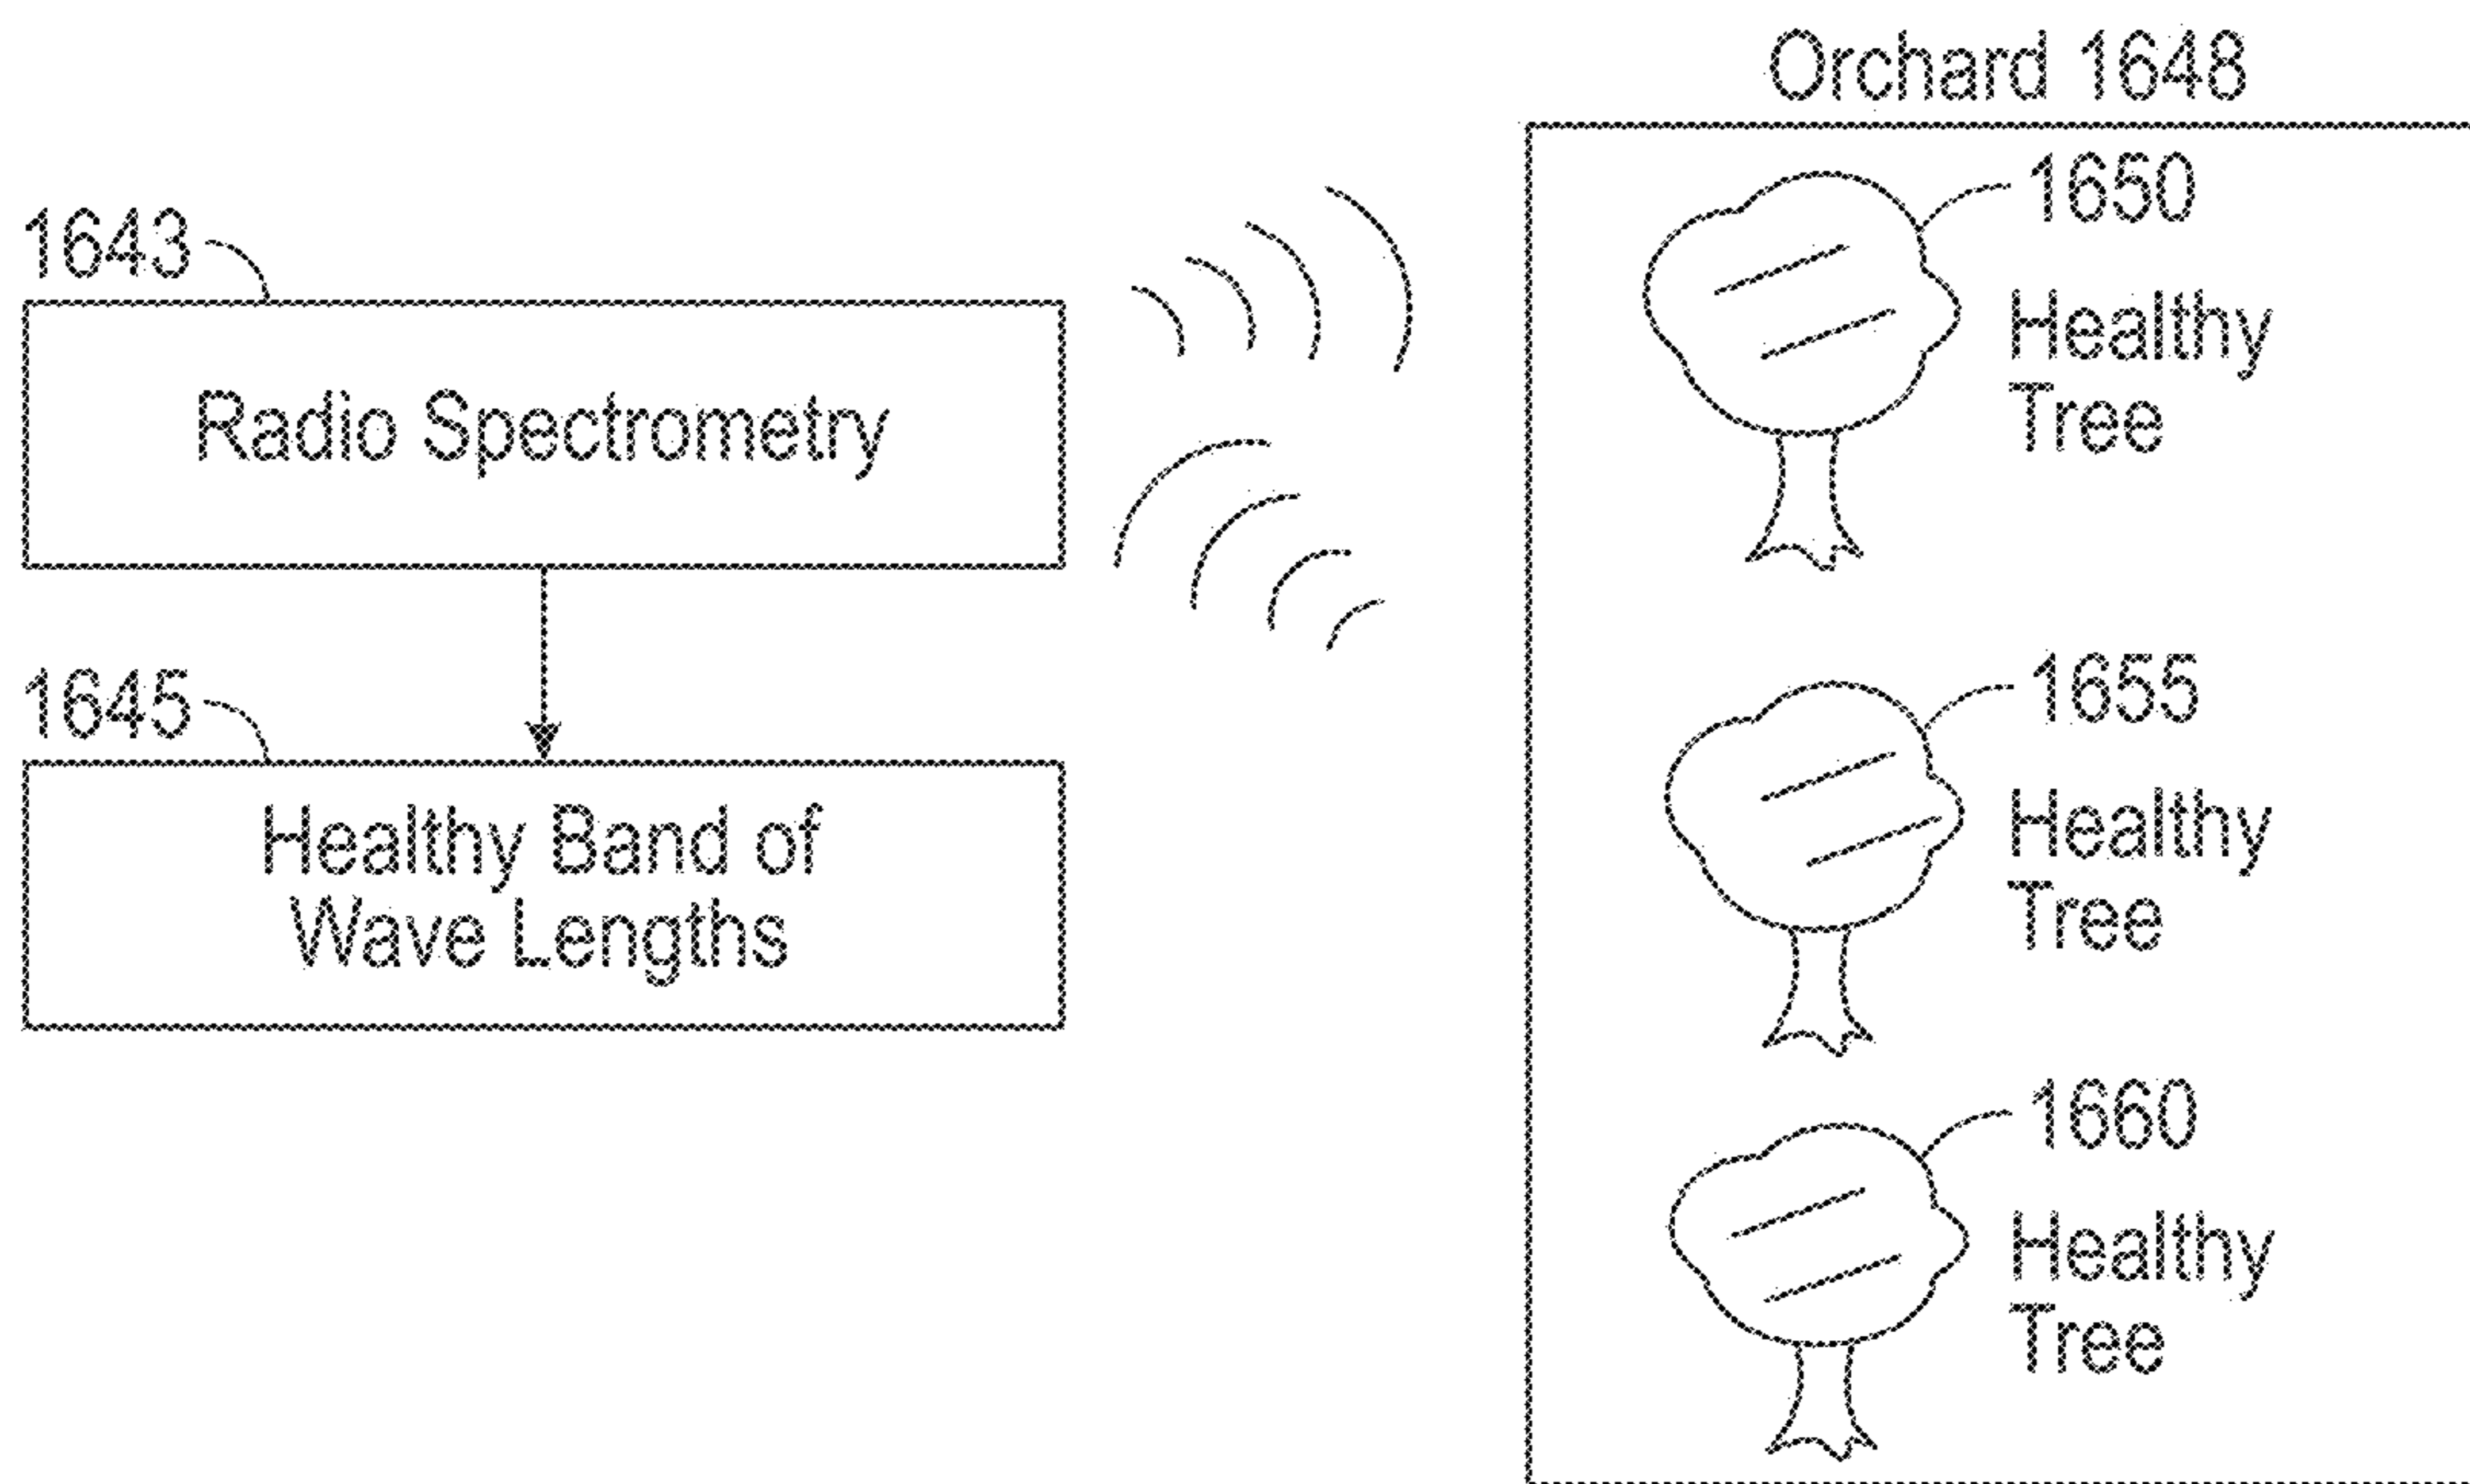 Orchard 1648
1643
Radio Spectrometry
1645
Healthy Band of
Wave Lengths
1650
Healthy
Tree
1655
Healthy
Tree
1660
Healthy
Tree